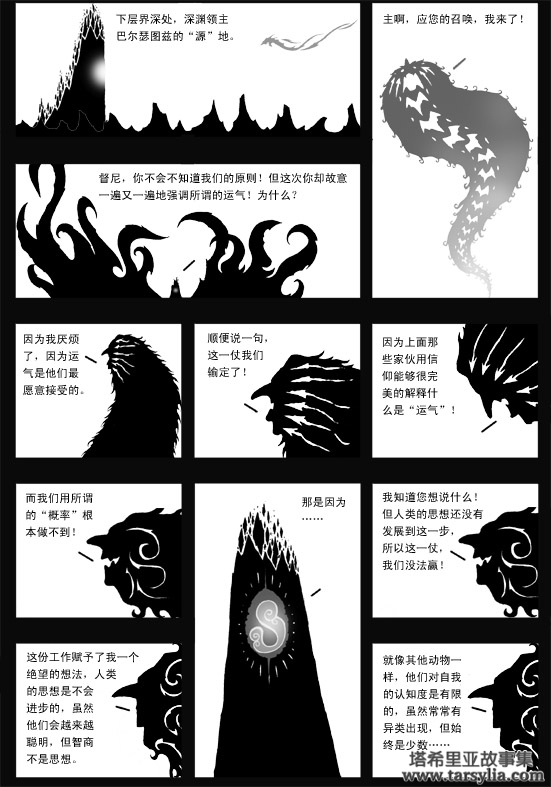 下层界深处，深渊领主
巴尔瑟图兹的“源”地。
主啊，应您的召唤，我来了！
督尼，你不会不知道我们的原则！但这次你却故意
一遍又一遍地强调所谓的运气！为什么？
因为我厌烦
了，因为运
气是他们最
愿意接受的。
顺便说一句，
这一仗我们
输定了！
因为上面那
些家伙用信
仰能够很完
美的解释什
么是“运气”！
而我们用所谓
的“概率”根
本做不到！
那是因为
……
我知道您想说什么！
但人类的思想还没有
发展到这一步，
所以这一仗，
我们没法赢！
这份工作赋予了我一个
绝望的想法，人类
的思想是不会
进步的，虽然
他们会越来越
聪明，但智商
不是思想。
就像其他动物一
样，他们对自我
的认知度是有限
的，虽然常常有
异类出现，但始
终是少数……
塔希里亚故事集
www.tarsylia.com